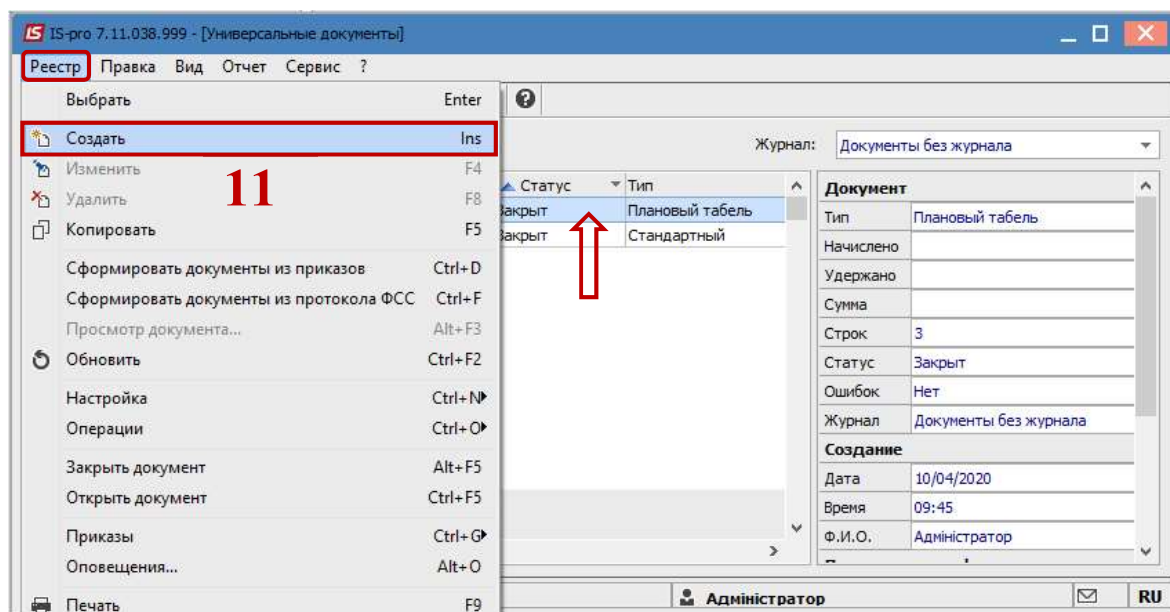 IS-pro 7.11.038.999 - [Универсальные документы]
Реестр Правка Вид Отчет Сервис ?
Выбрать Enter
Создать Ins
Изменить F4
Удалить F8
Копировать F5
Сформировать документы из приказов Ctrl+D
Сформировать документы из протокола ФСС Ctrl+F
Просмотр документа... Alt+F3
Обновить Ctrl+F2
Настройка Ctrl+N
Операции Ctrl+O
Закрыть документ Alt+F5
Открыть документ Ctrl+F5
Приказы Ctrl+G
Оповещения... Alt+O
Печать F9
11
Журнал: Документы без журнала
Статус Тип
Закрыт Плановый табель
Закрыт Стандартный
Документ
Тип Плановый табель
Начислено
Удержано
Сумма
Строк 3
Статус Закрыт
Ошибок Нет
Журнал Документы без журнала
Создание
Дата 10/04/2020
Время 09:45
Ф.И.О. Адміністратор
Адміністратор RU